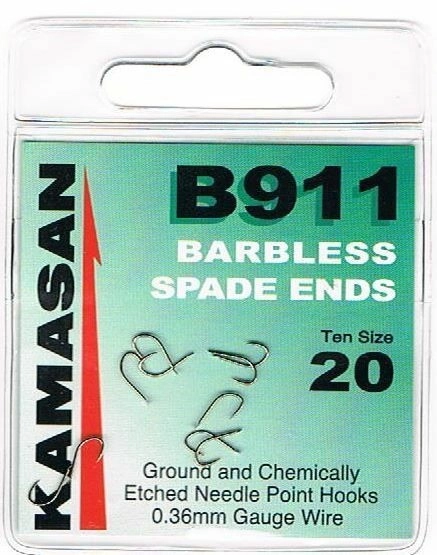 KAMASAN
B911
BARBLESS
SPADE ENDS
Ten Size
20
Ground and Chemically
Etched Needle Point Hooks
0.36mm Gauge Wire